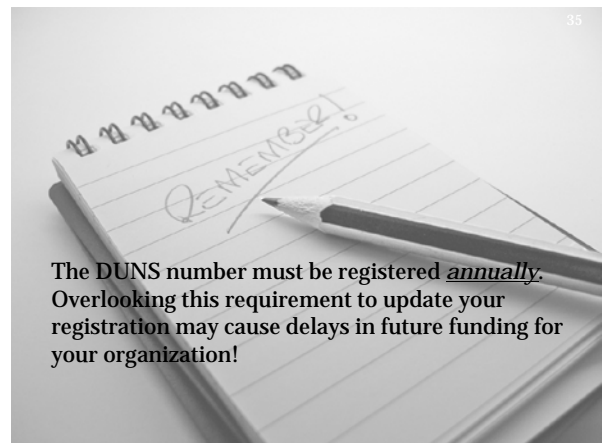 35
REMEMBER!
The DUNS number must be registered annually.
Overlooking this requirement to update your
registration may cause delays in future funding for
your organization!